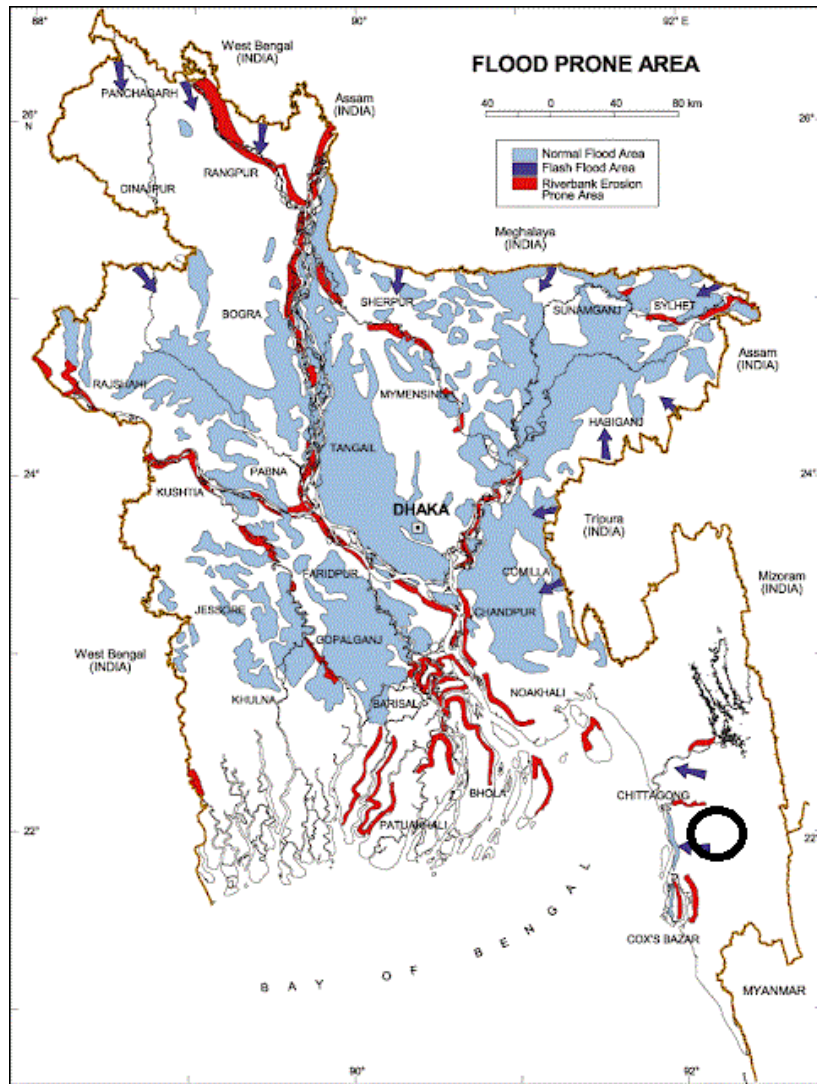 88°
90
92 E
West Bengal
(INDIA)
FLOOD PRONE AREA
PANCHAGARH
Assam
(INDIA)
40 0 40 80 km
26°
N
26°
Normal Flood Area
Flash Flood Area
Riverbank Erosion
Prone Area
RANGPUR
DINAJPUR
Meghalaya
(INDIA)
SHERPUR
SUNAMGANJ
SYLHET
BOGRA
Assam
(INDIA)
RAJSHAHI
MYMENSING
HABIGANJ
TANGAIL
PABNA
24°
24°
KUSHTIA
DHAKA
Tripura
(INDIA)
FARIDPUR
COMILLA
Mizoram
(INDIA)
JESSORE
CHANDPUR
GOPALGANJ
West Bengal
(INDIA)
NOAKHALI
KHULNA
BARISAL
BHOLA
CHITTAGONG
PATUAKHALI
22°
22°
COX'S BAZAR
BAY OF BENGAL
MYANMAR
90°
92°